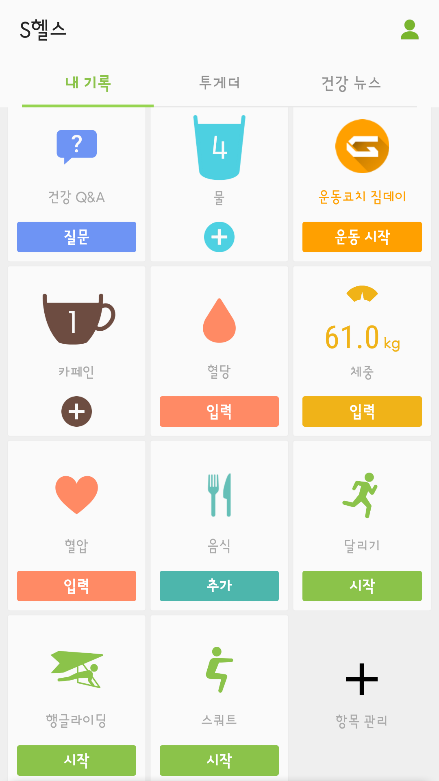 S헬스
내 기록
투게더
건강 뉴스
?
4
건강 Q&A
물
운동코치 짐데이
질문
운동 시작
1
61.0 kg
카페인
혈당
체중
입력
입력
혈압
음식
달리기
입력
추가
시작
행글라이딩
스쿼트
항목 관리
시작
시작